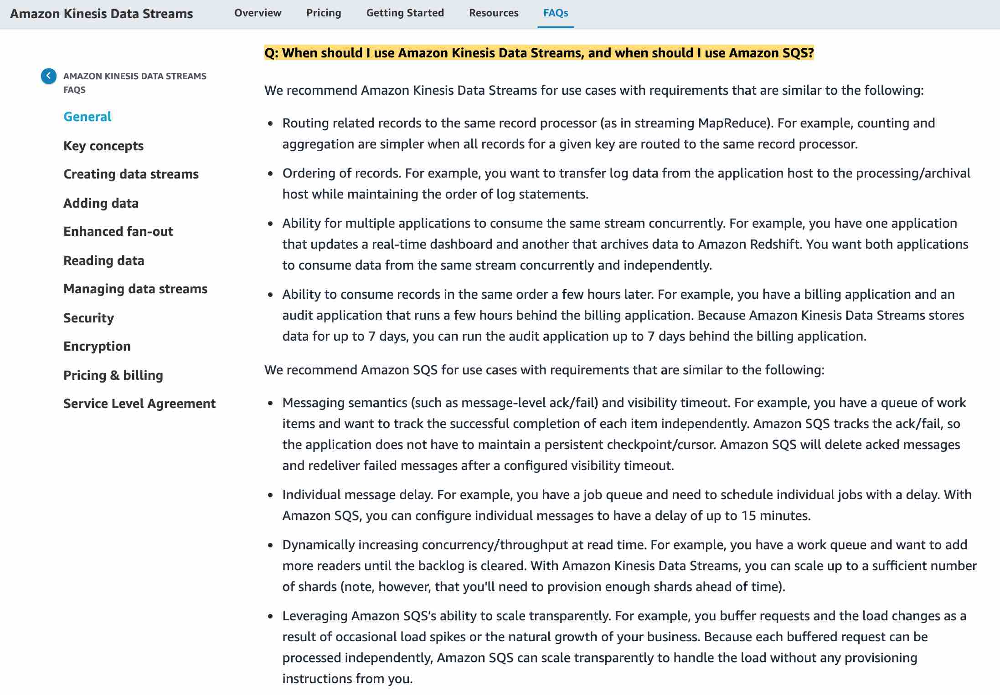 Amazon Kinesis Data Streams Overview Pricing Getting Started Resources FAQs
AMAZON KINESIS DATA STREAMS
FAQS
General
Key concepts
Creating data streams
Adding data
Enhanced fan-out
Reading data
Managing data streams
Security
Encryption
Pricing & billing
Service Level Agreement
Q: When should I use Amazon Kinesis Data Streams, and when should I use Amazon SQS?
We recommend Amazon Kinesis Data Streams for use cases with requirements that are similar to the following:
• Routing related records to the same record processor (as in streaming MapReduce). For example, counting and
aggregation are simpler when all records for a given key are routed to the same record processor.
• Ordering of records. For example, you want to transfer log data from the application host to the processing/archival
host while maintaining the order of log statements.
• Ability for multiple applications to consume the same stream concurrently. For example, you have one application
that updates a real-time dashboard and another that archives data to Amazon Redshift. You want both applications
to consume data from the same stream concurrently and independently.
• Ability to consume records in the same order a few hours later. For example, you have a billing application and an
audit application that runs a few hours behind the billing application. Because Amazon Kinesis Data Streams stores
data for up to 7 days, you can run the audit application up to 7 days behind the billing application.
We recommend Amazon SQS for use cases with requirements that are similar to the following:
• Messaging semantics (such as message-level ack/fail) and visibility timeout. For example, you have a queue of work
items and want to track the successful completion of each item independently. Amazon SQS tracks the ack/fail, so
the application does not have to maintain a persistent checkpoint/cursor. Amazon SQS will delete acked messages
and redeliver failed messages after a configured visibility timeout.
• Individual message delay. For example, you have a job queue and need to schedule individual jobs with a delay. With
Amazon SQS, you can configure individual messages to have a delay of up to 15 minutes.
• Dynamically increasing concurrency/throughput at read time. For example, you have a work queue and want to add
more readers until the backlog is cleared. With Amazon Kinesis Data Streams, you can scale up to a sufficient number
of shards (note, however, that you'll need to provision enough shards ahead of time).
• Leveraging Amazon SQS’s ability to scale transparently. For example, you buffer requests and the load changes as a
result of occasional load spikes or the natural growth of your business. Because each buffered request can be
processed independently, Amazon SQS can scale transparently to handle the load without any provisioning
instructions from you.